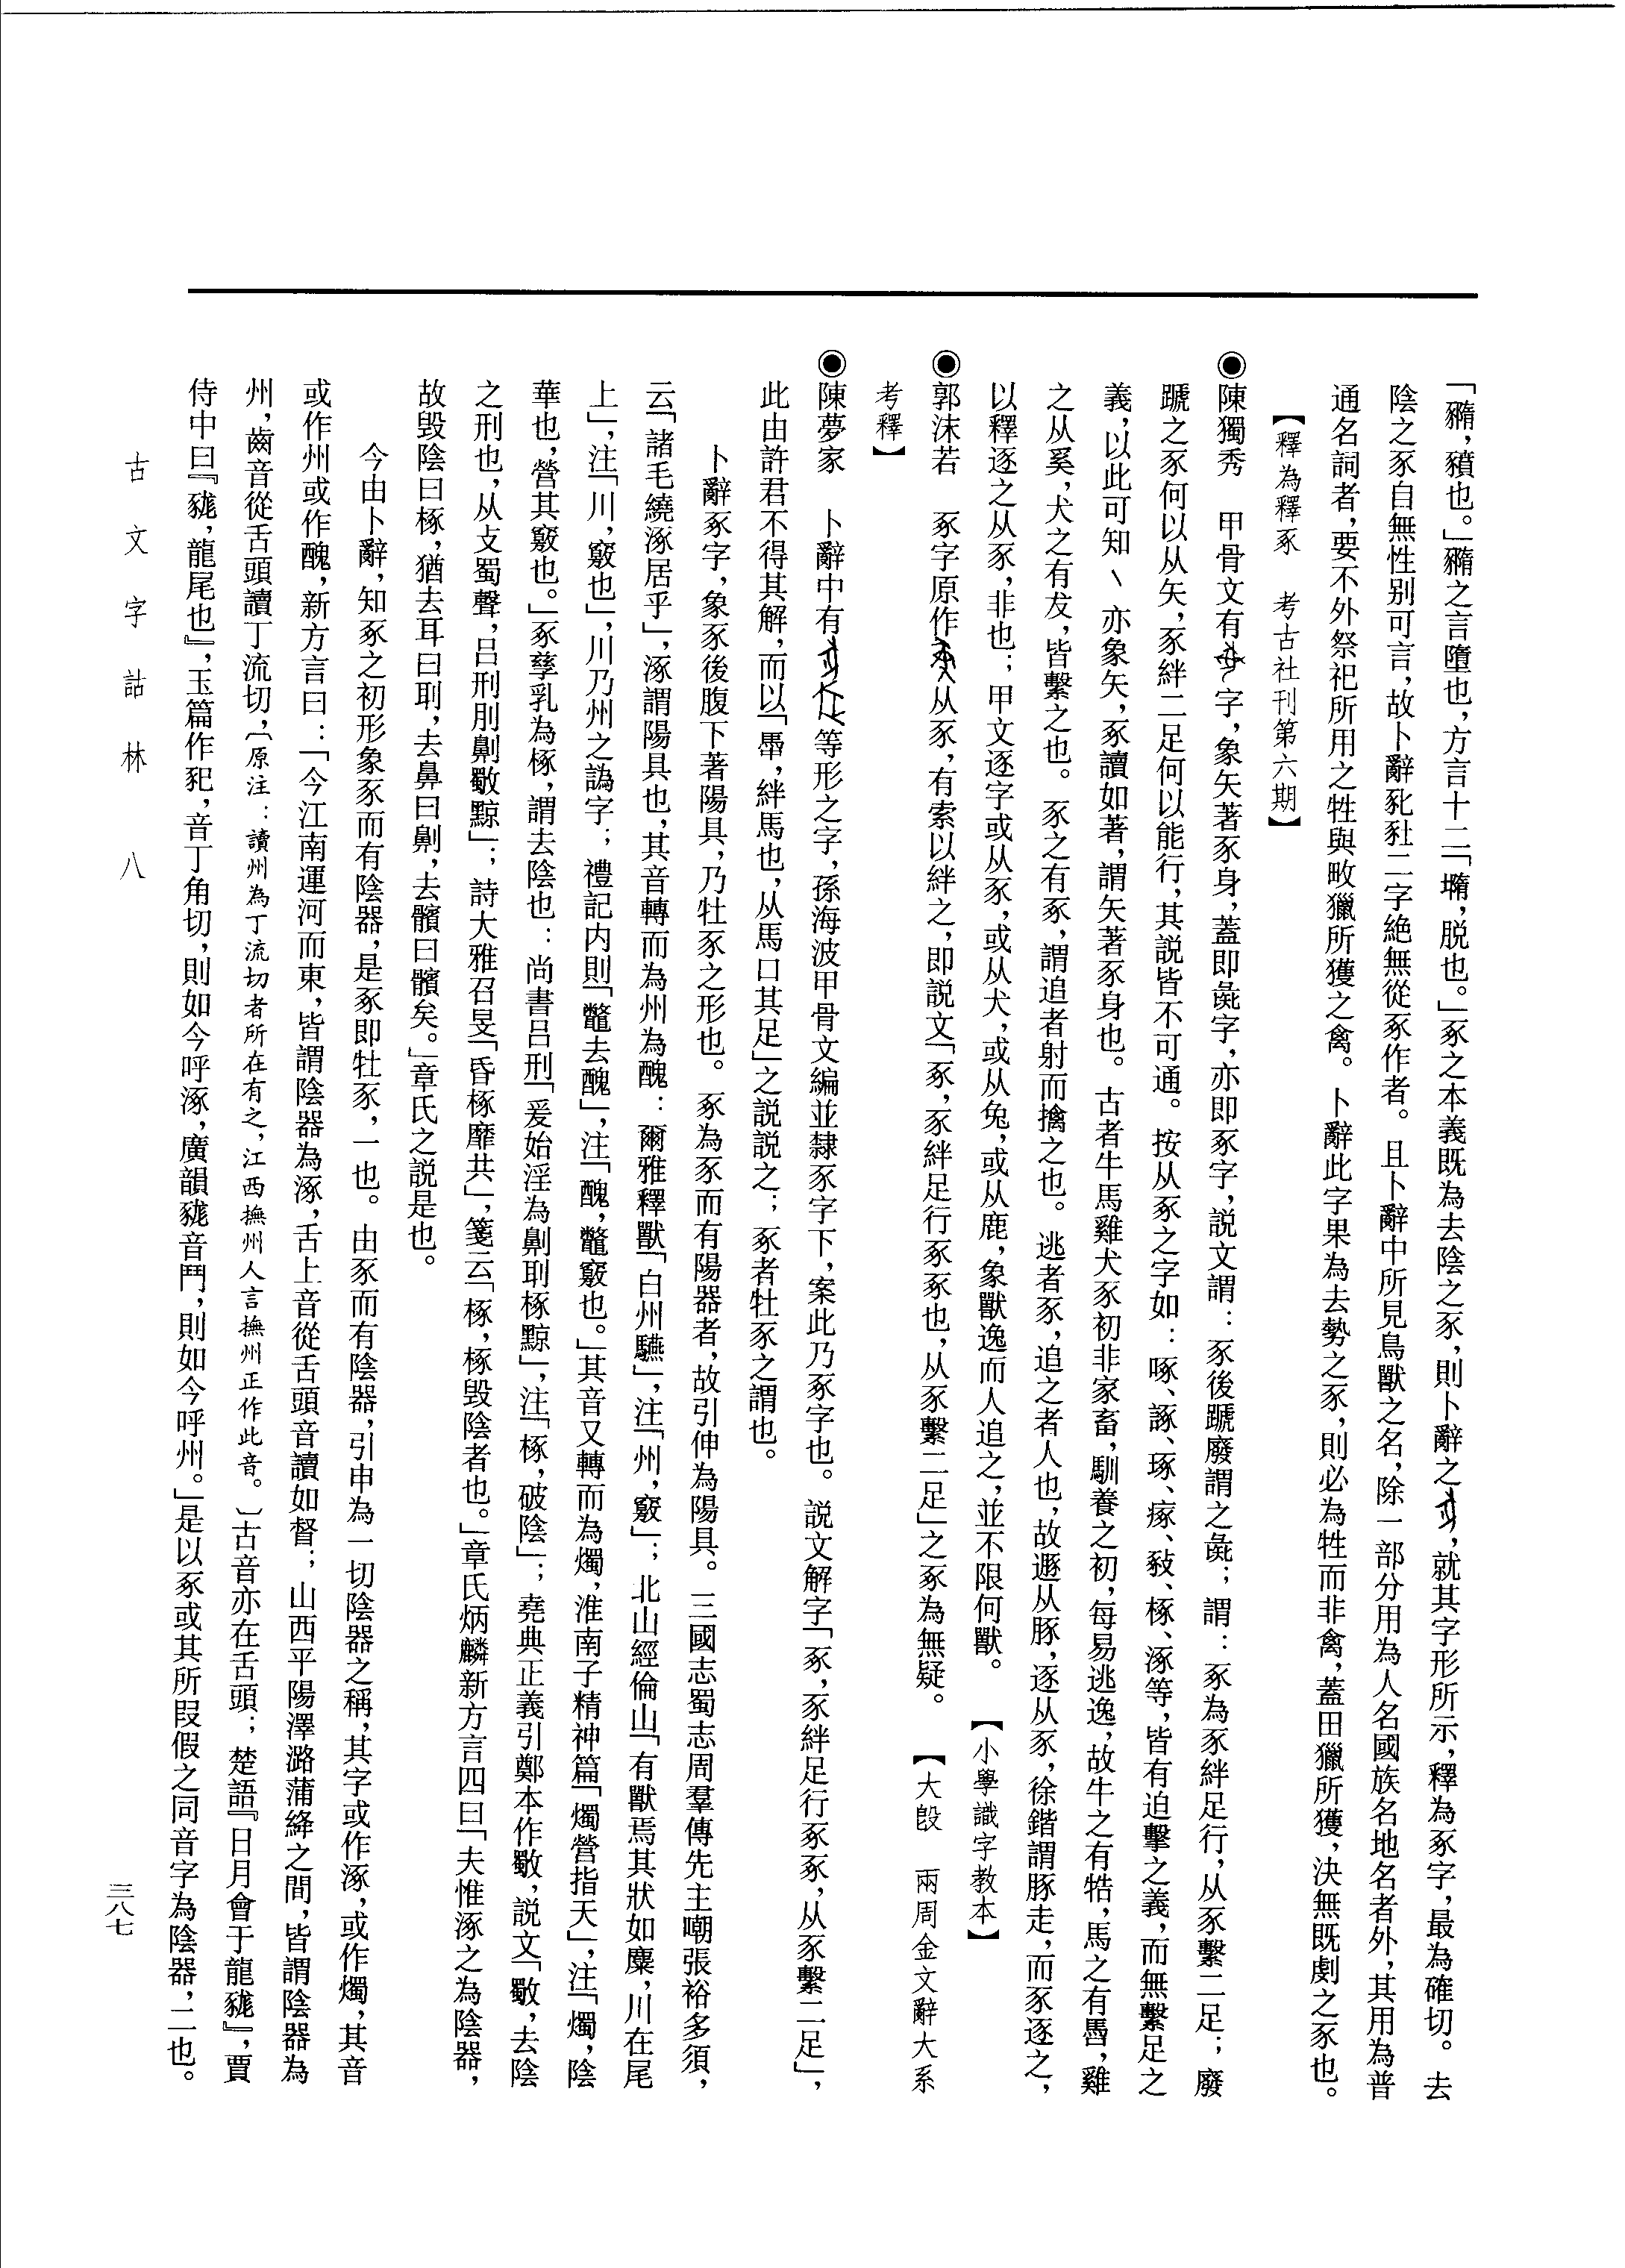 「豶,豶也。」豶之言墮也,方言十二「㙐,脱也。」豖之本義既為去陰之豕,則卜辭之,就其字形所示,釋為豖字,最為確切。去
陰之豕自無性別可言,故卜辭豝豭二字絶無從豖作者。且卜辭中所見鳥獸之名,除一部分用為人名國族名地名者外,其用為普
通名詞者,要不外祭祀所用之牲與畋獵所獲之禽。卜辭此字果為去勢之豕,則必為牲而非禽,蓋田獵所獲,決無既劇之豕也。
【釋為釋豖 考古社刊第六期】
◉陳獨秀 甲骨文有字,象矢著豕身,蓋即彘字,亦即豖字,説文謂:豕後蹏廢謂之彘;謂:豖為豕絆足行,从豕繫二足;廢
蹏之豕何以从矢,豕絆二足何以能行,其説皆不可通。按从豖之字如:啄、諑、琢、瘃、㱻、椓、涿等,皆有迫擊之義,而無繫足之
義,以此可知丶亦象矢,豖讀如著,謂矢著豕身也。古者牛馬雞犬豕初非家畜,馴養之初,每易逃逸,故牛之有牿,馬之有馽,雞
之从奚,犬之有犮,皆繫之也。豕之有豖,謂追者射而擒之也。逃者豕,追之者人也,故遯从豚,逐从豕,徐鍇謂豚走,而豕逐之,
以釋逐之从豕,非也;甲文逐字或从豕,或从犬,或从兔,或从鹿,象獸逸而人追之,並不限何獸。 【小學識字教本】
◉郭沫若 豖字原作从豕,有索以絆之,即説文「豖,豕絆足行豖豖也,从豕繫二足」之豖為無疑。 【大𣪘 兩周金文辭大系
考釋】
◉陳夢家 卜辭中有等形之字,孫海波甲骨文編並隸豕字下,案此乃豖字也。説文解字「豖,豕絆足行豖豖,从豕繫二足」,
此由許君不得其解,而以「馽,絆馬也,从馬口其足」之説説之;豖者牡豕之謂也。
卜辭豖字,象豕後腹下著陽具,乃牡豕之形也。豖為豕而有陽器者,故引伸為陽具。三國志蜀志周羣傳先主嘲張裕多須,
云「諸毛繞涿居乎」,涿謂陽具也,其音轉而為州為醜:爾雅釋獸「白州驠」,注「州,竅」;北山經倫山「有獸焉其狀如麋,川在尾
上」,注「川,竅也」,川乃州之譌字;禮記内則「鼈去醜」,注「醜,鼈竅也。」其音又轉而為燭,淮南子精神篇「燭營指天」,注「燭,陰
華也,營其竅也。」豖孳乳為椓,謂去陰也:尚書吕刑「爰始淫為劓刵椓黥」,注「椓,破陰」;堯典正義引鄭本作斀,説文「斀,去陰
之刑也,从攴蜀聲,吕刑刖劓斀黥」;詩大雅召旻「昏椓靡共」,箋云「椓,椓毁陰者也。」章氏炳麟新方言四曰「夫惟涿之為陰器,
故毁陰曰椓,猶去耳曰刵,去鼻曰劓,去髕曰髕矣。」章氏之説是也。
今由卜辭,知豖之初形象豕而有陰器,是豖即牡豕,一也。由豖而有陰器,引申為一切陰器之稱,其字或作涿,或作燭,其音
或作州或作醜,新方言曰:「今江南運河而東,皆謂陰器為涿,舌上音從舌頭音讀如督;山西平陽澤潞蒲絳之間,皆謂陰器為
州,齒音從舌頭讀丁流切,〔原注:讀州為丁流切者所在有之,江西撫州人言撫州正作此音。〕古音亦在舌頭;楚語『日月會于龍𧱓』,賈
侍中曰『𧱓,龍尾也』,玉篇作豝,音丁角切,則如今呼涿,廣韻𧱓音鬥,則如今呼州。」是以豖或其所叚假之同音字為陰器,二也。
古文字詁林 八
三八七